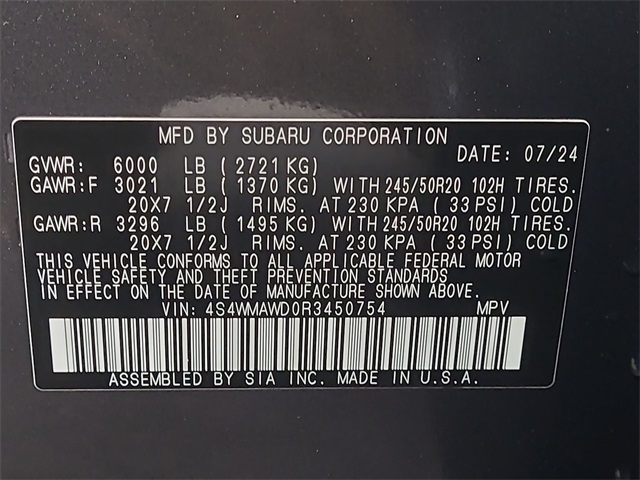 MFD BY SUBARU CORPORATION
DATE: 07/24
GVWR: 6000 LB ( 2721 KG)
GAWR:F 3021 LB ( 1370 KG) WITH 245/50R20 102H TIRES.
20X7 1/2J RIMS. AT 230 KPA ( 33 PSI) COLD
GAWR:R 3296 LB ( 1495 KG) WITH 245/50R20 102H TIRES.
20X7 1/2J RIMS. AT 230 KPA ( 33 PSI) COLD
THIS VEHICLE CONFORMS TO ALL APPLICABLE FEDERAL MOTOR
VEHICLE SAFETY AND THEFT PREVENTION STANDARDS
IN EFFECT ON THE DATE OF MANUFACTURE SHOWN ABOVE.
VIN: 4S4WMAWD0R3450754 MPV
ASSEMBLED BY SIA INC. MADE IN U.S.A.